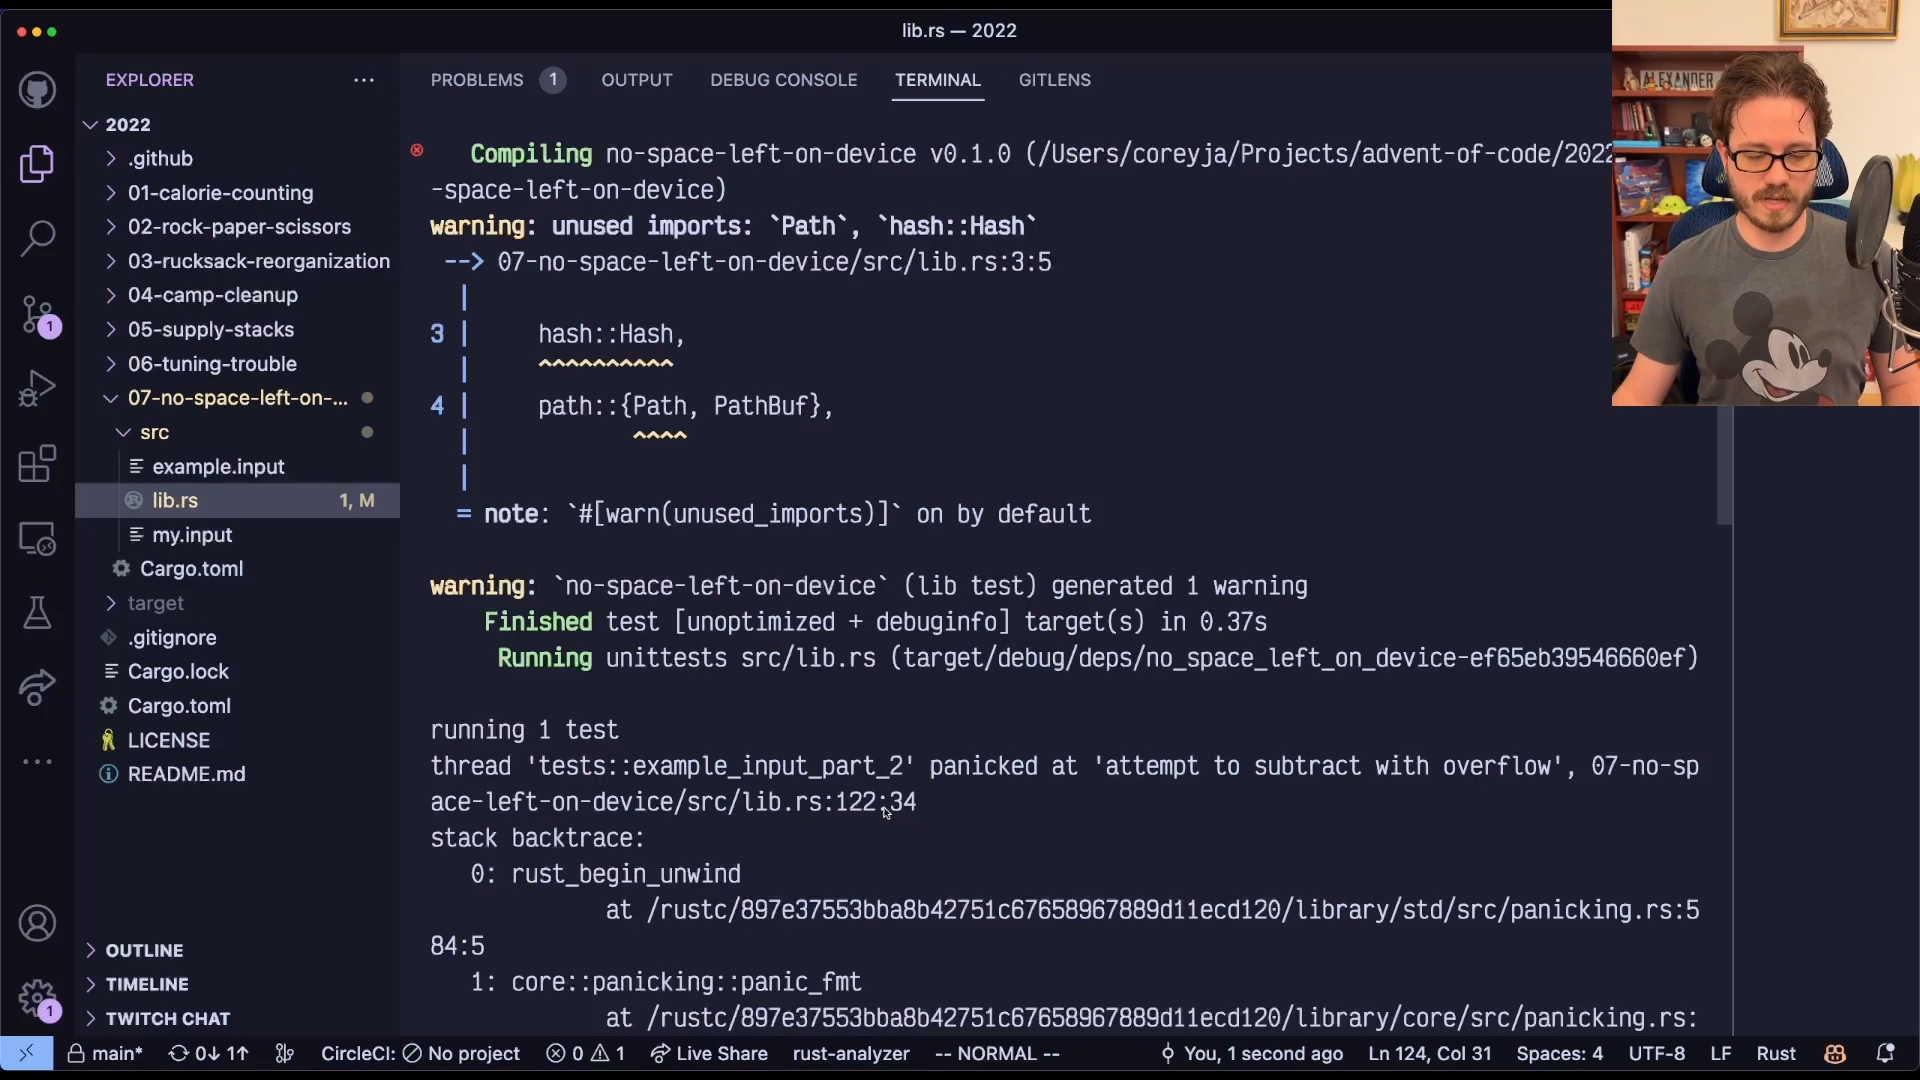 lib.rs — 2022
ALEXANDER
EXPLORER
2022
.github
01-calorie-counting
02-rock-paper-scissors
03-rucksack-reorganization
04-camp-cleanup
05-supply-stacks
06-tuning-trouble
07-no-space-left-on-...
src
example.input
lib.rs 1, M
my.input
Cargo.toml
target
.gitignore
Cargo.lock
Cargo.toml
LICENSE
README.md
OUTLINE
TIMELINE
TWITCH CHAT
1
1
PROBLEMS 1 OUTPUT DEBUG CONSOLE TERMINAL GITLENS
Compiling no-space-left-on-device v0.1.0 (/Users/coreyja/Projects/advent-of-code/2022
-space-left-on-device)
warning: unused imports: `Path`, `hash::Hash`
--> 07-no-space-left-on-device/src/lib.rs:3:5
|
3 | hash::Hash,
| ^^^^^^^^^^
4 | path::{Path, PathBuf},
| ^^^^
|
= note: `#[warn(unused_imports)]` on by default
warning: `no-space-left-on-device` (lib test) generated 1 warning
Finished test [unoptimized + debuginfo] target(s) in 0.37s
Running unittests src/lib.rs (target/debug/deps/no_space_left_on_device-ef65eb39546660ef)
running 1 test
thread 'tests::example_input_part_2' panicked at 'attempt to subtract with overflow', 07-no-sp
ace-left-on-device/src/lib.rs:122:34
stack backtrace:
0: rust_begin_unwind
at /rustc/897e37553bba8b42751c67658967889d11ecd120/library/std/src/panicking.rs:5
84:5
1: core::panicking::panic_fmt
at /rustc/897e37553bba8b42751c67658967889d11ecd120/library/core/src/panicking.rs:
main* 0↓ 1↑ CircleCI: No project 0 1 Live Share rust-analyzer -- NORMAL -- You, 1 second ago Ln 124, Col 31 Spaces: 4 UTF-8 LF Rust